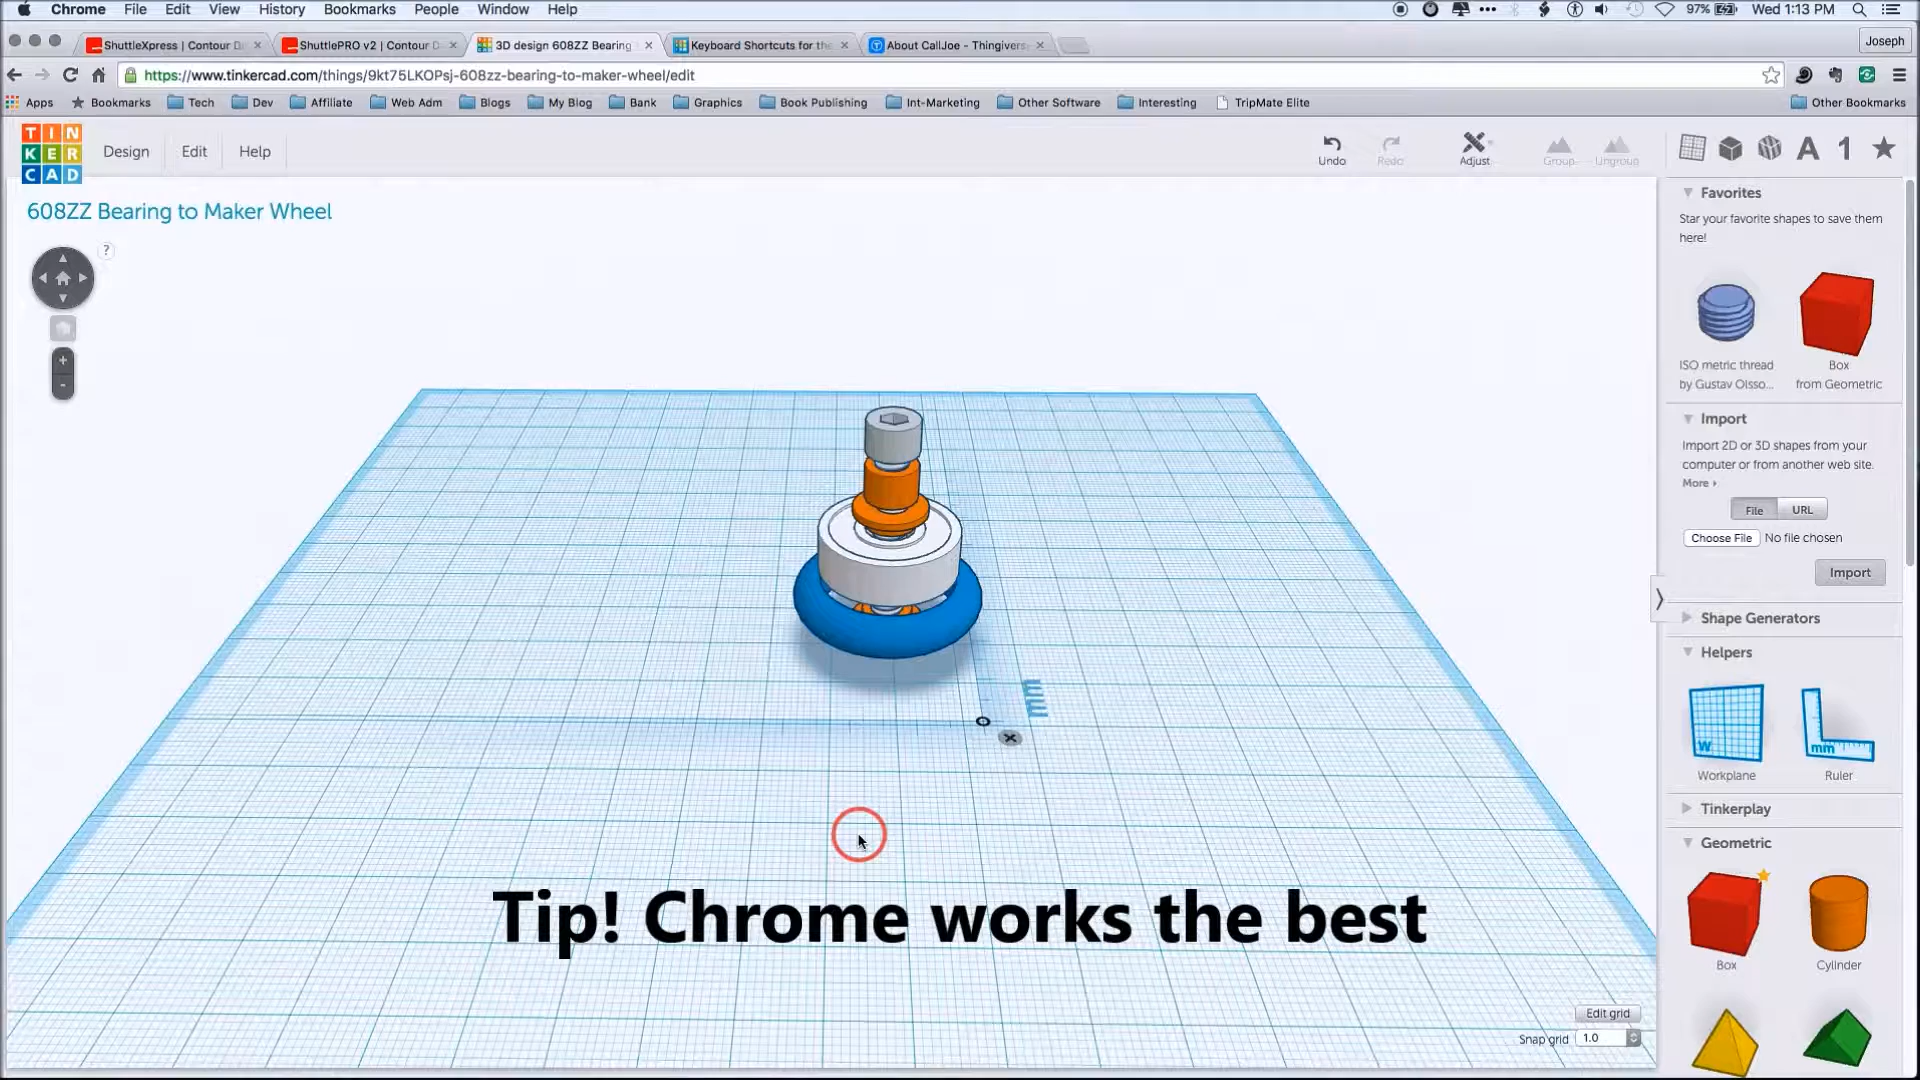 Chrome File Edit View History Bookmarks People Window Help 97% Wed 1:13 PM
ShuttleXpress | Contour D ShuttlePRO v2 | Contour D 3D design 608ZZ Bearing Keyboard Shortcuts for the About CallJoe - Thingivers Joseph
https://www.tinkercad.com/things/9kt75LKOPsj-608zz-bearing-to-maker-wheel/edit
Apps Bookmarks Tech Dev Affiliate Web Adm Blogs My Blog Bank Graphics Book Publishing Int-Marketing Other Software Interesting TripMate Elite Other Bookmarks
TIN
KER
CAD
Design Edit Help
Undo Redo Adjust Group Ungroup
A 1
608ZZ Bearing to Maker Wheel
?
+
-
mm
Tip! Chrome works the best
Edit grid
Snap grid 1.0
Favorites
Star your favorite shapes to save them
here!
ISO metric thread
by Gustav Olsso...
Box
from Geometric
Import
Import 2D or 3D shapes from your
computer or from another web site.
More
File URL
Choose File No file chosen
Import
Shape Generators
Helpers
W mm
Workplane Ruler
Tinkerplay
Geometric
Box Cylinder